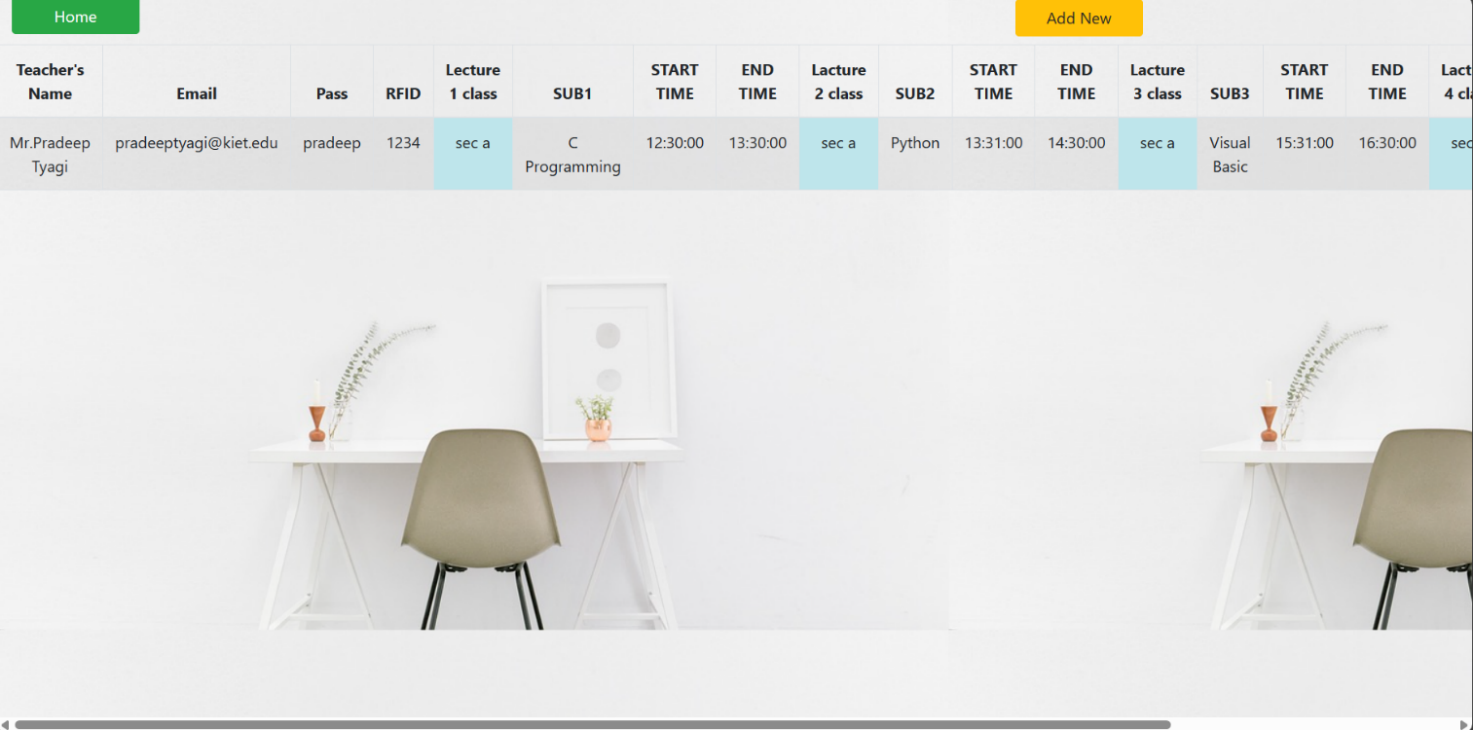 Home
Add New
Teacher's Name Email Pass RFID Lecture 1 class SUB1 START TIME END TIME Lacture 2 class SUB2 START TIME END TIME Lacture 3 class SUB3 START TIME END TIME
Mr.Pradeep Tyagi pradeeptyagi@kiet.edu pradeep 1234 sec a C Programming 12:30:00 13:30:00 sec a Python 13:31:00 14:30:00 sec a Visual Basic 15:31:00 16:30:00 sec